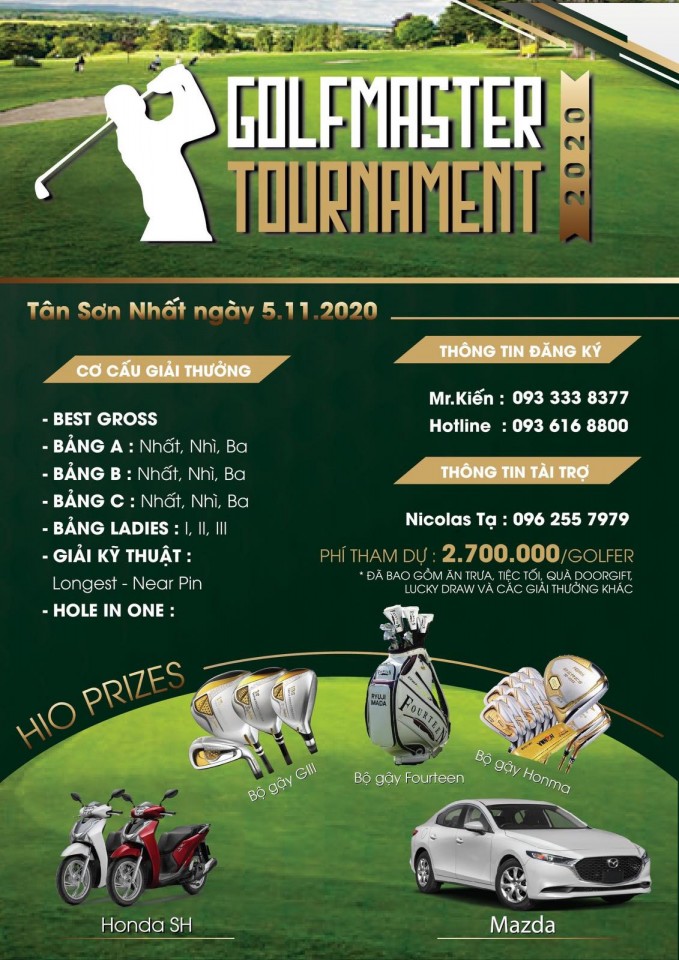 GOLFMASTER
TOURNAMENT
2020
Tân Sơn Nhất ngày 5.11.2020
CƠ CẤU GIẢI THƯỞNG
- BEST GROSS
- BẢNG A : Nhất, Nhì, Ba
- BẢNG B : Nhất, Nhì, Ba
- BẢNG C : Nhất, Nhì, Ba
- BẢNG LADIES : I, II, III
- GIẢI KỸ THUẬT :
Longest - Near Pin
- HOLE IN ONE :
THÔNG TIN ĐĂNG KÝ
Mr.Kiến : 093 333 8377
Hotline : 093 616 8800
THÔNG TIN TÀI TRỢ
Nicolas Tạ : 096 255 7979
PHÍ THAM DỰ : 2.700.000/GOLFER
* ĐÃ BAO GỒM ĂN TRƯA, TIỆC TỐI, QUÀ DOORGIFT,
LUCKY DRAW VÀ CÁC GIẢI THƯỞNG KHÁC
HIO PRIZES
RYUJI
MADA
FOURTEEN
HONMA
Bộ gậy GIII
Bộ gậy Fourteen
Bộ gậy Honma
Honda SH
Mazda